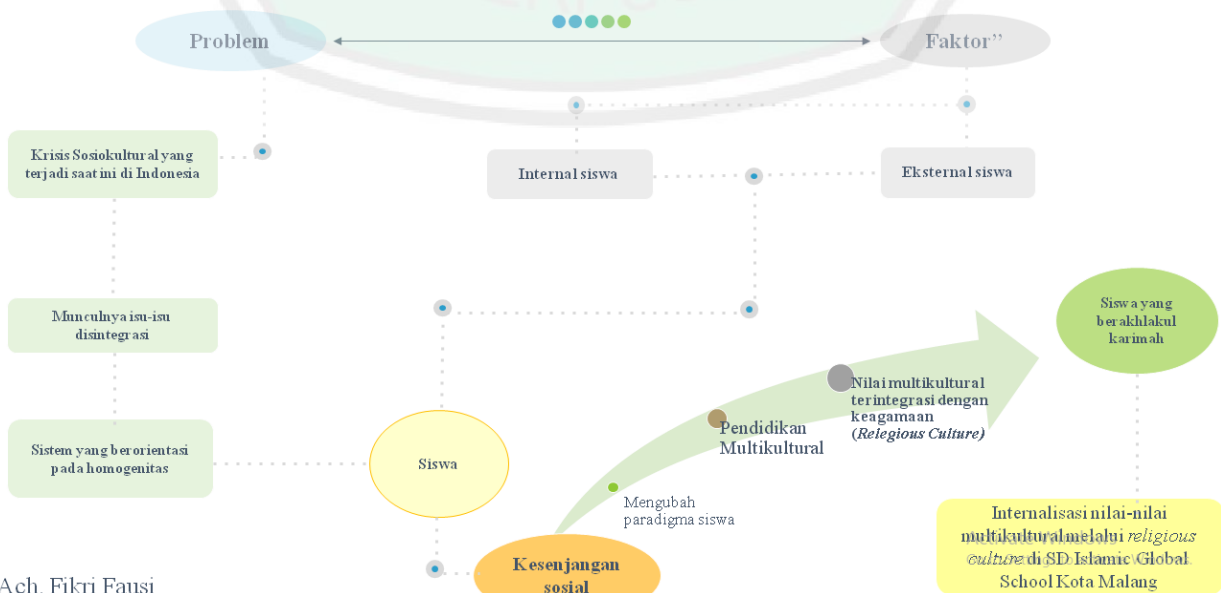 Problem
Faktor”
Krisis Sosiokultural yang
terjadi saat ini di Indonesia
Internal siswa
Eksternal siswa
Munculnya isu-isu
disintegrasi
Siswa yang
berakhlakul
karimah
Nilai multikultural
terintegrasi dengan
keagamaan
(Relegious Culture)
Pendidikan
Multikultural
Sistem yang berorientasi
pada homogenitas
Siswa
Mengubah
paradigma siswa
Internalisasi nilai-nilai
multikultural melalui religious
culture di SD Islamic Global
School Kota Malang
Activate Windows
Kesenjangan
sosial
Ach. Fikri Fausi